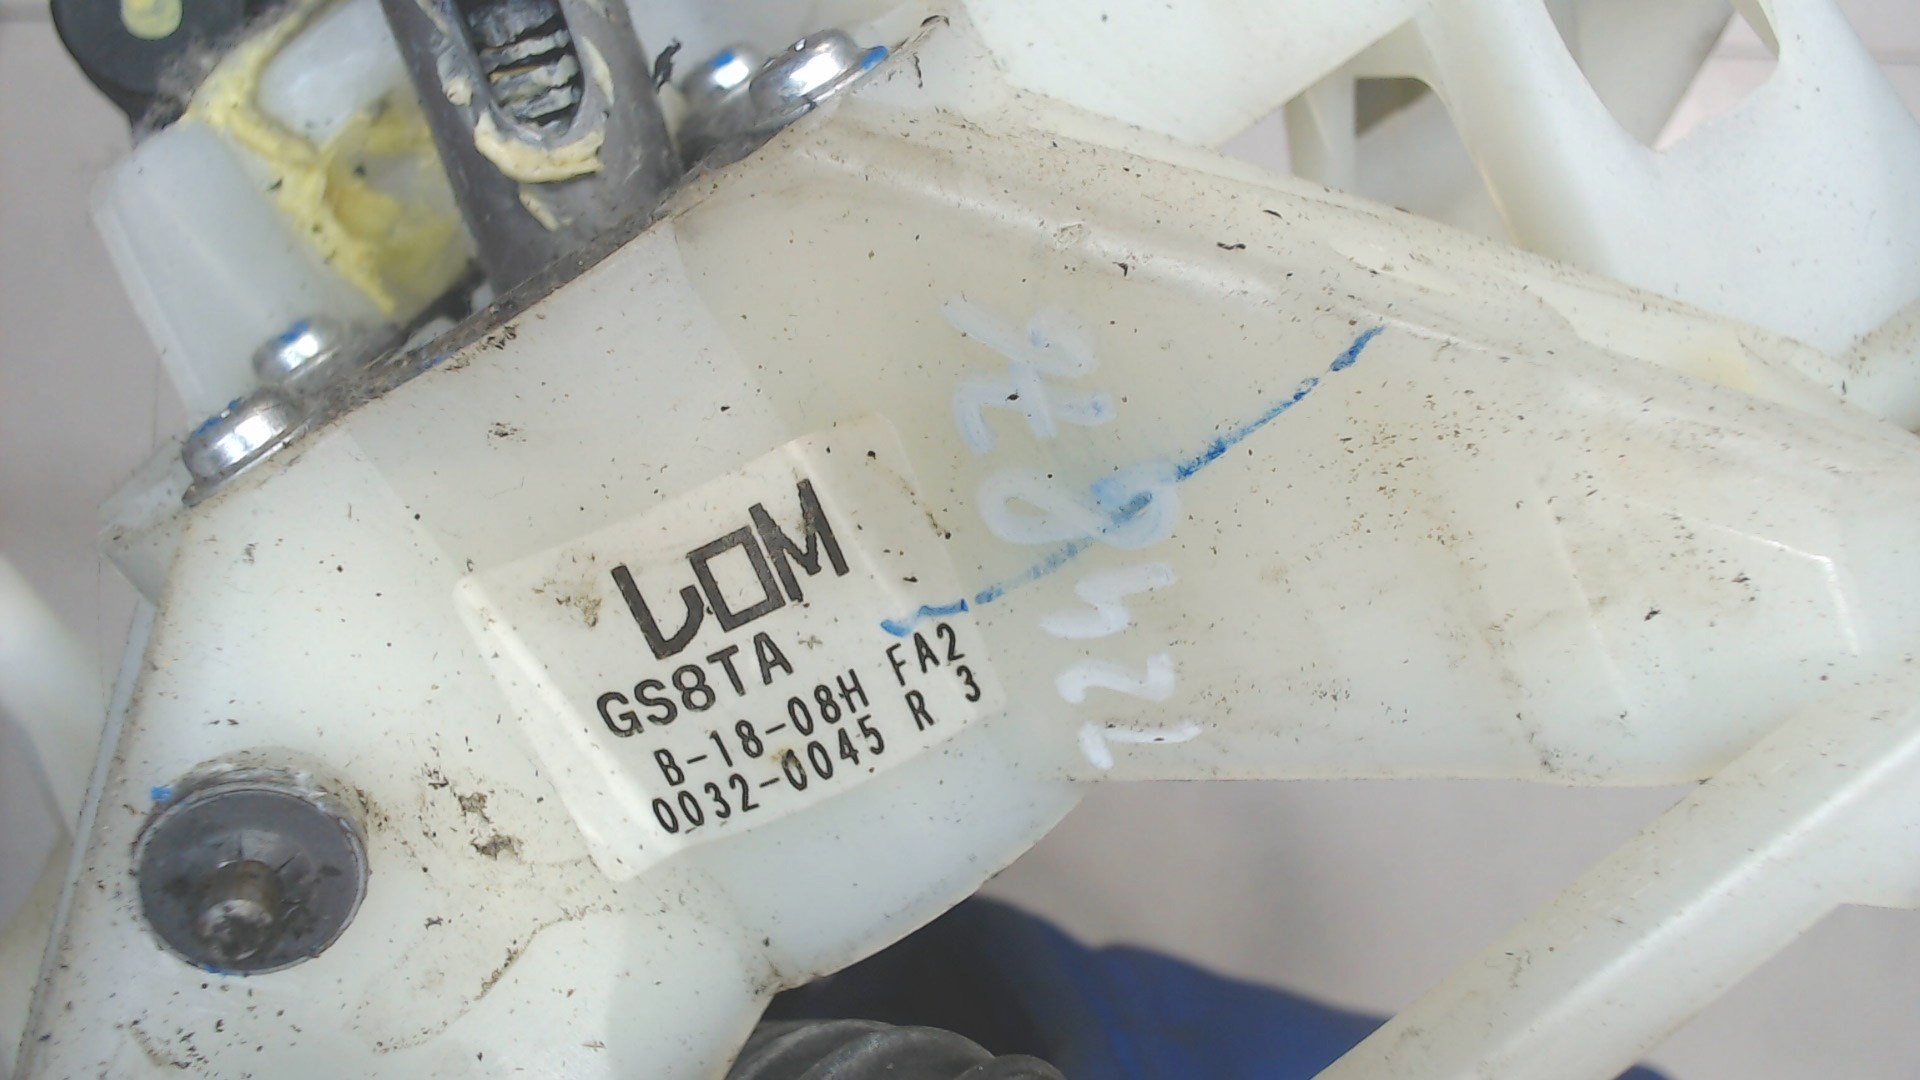 LOM
GS8TA
B-18-08H FA2
0032-0045 R 3